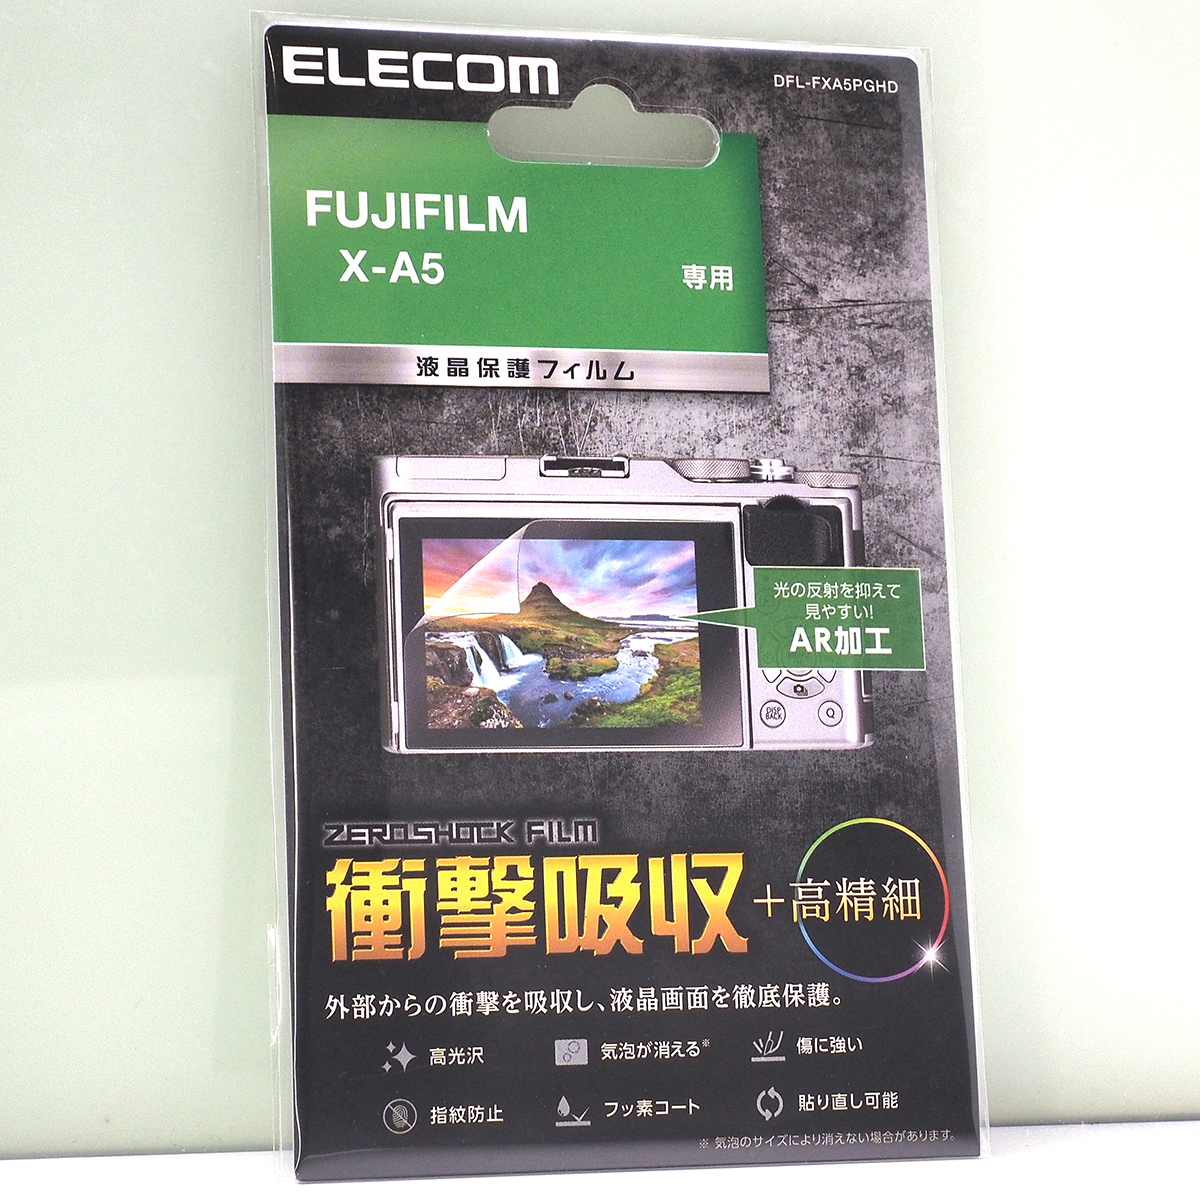 ELECOM
DFL-FXA5PGHD
FUJIFILM
X-A5
専用
液晶保護フィルム
光の反射を抑えて
見やすい!
AR加工
DISP
BACK
Q
ZEROSHOCK FILM
衝撃吸収+高精細
外部からの衝撃を吸収し、液晶画面を徹底保護。
高光沢
気泡が消える※
傷に強い
指紋防止
フッ素コート
貼り直し可能
※ 気泡のサイズにより消えない場合があります。